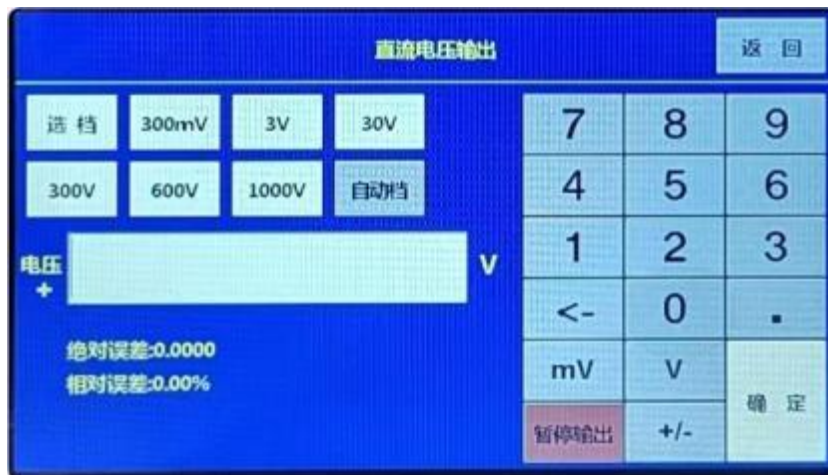 直流电压输出
返 回
选 档 300mV 3V 30V
300V 600V 1000V 自动档
电压 V
+
绝对误差:0.0000
相对误差:0.00%
7 8 9
4 5 6
1 2 3
<- 0 .
mV V
确 定
暂停输出 +/-